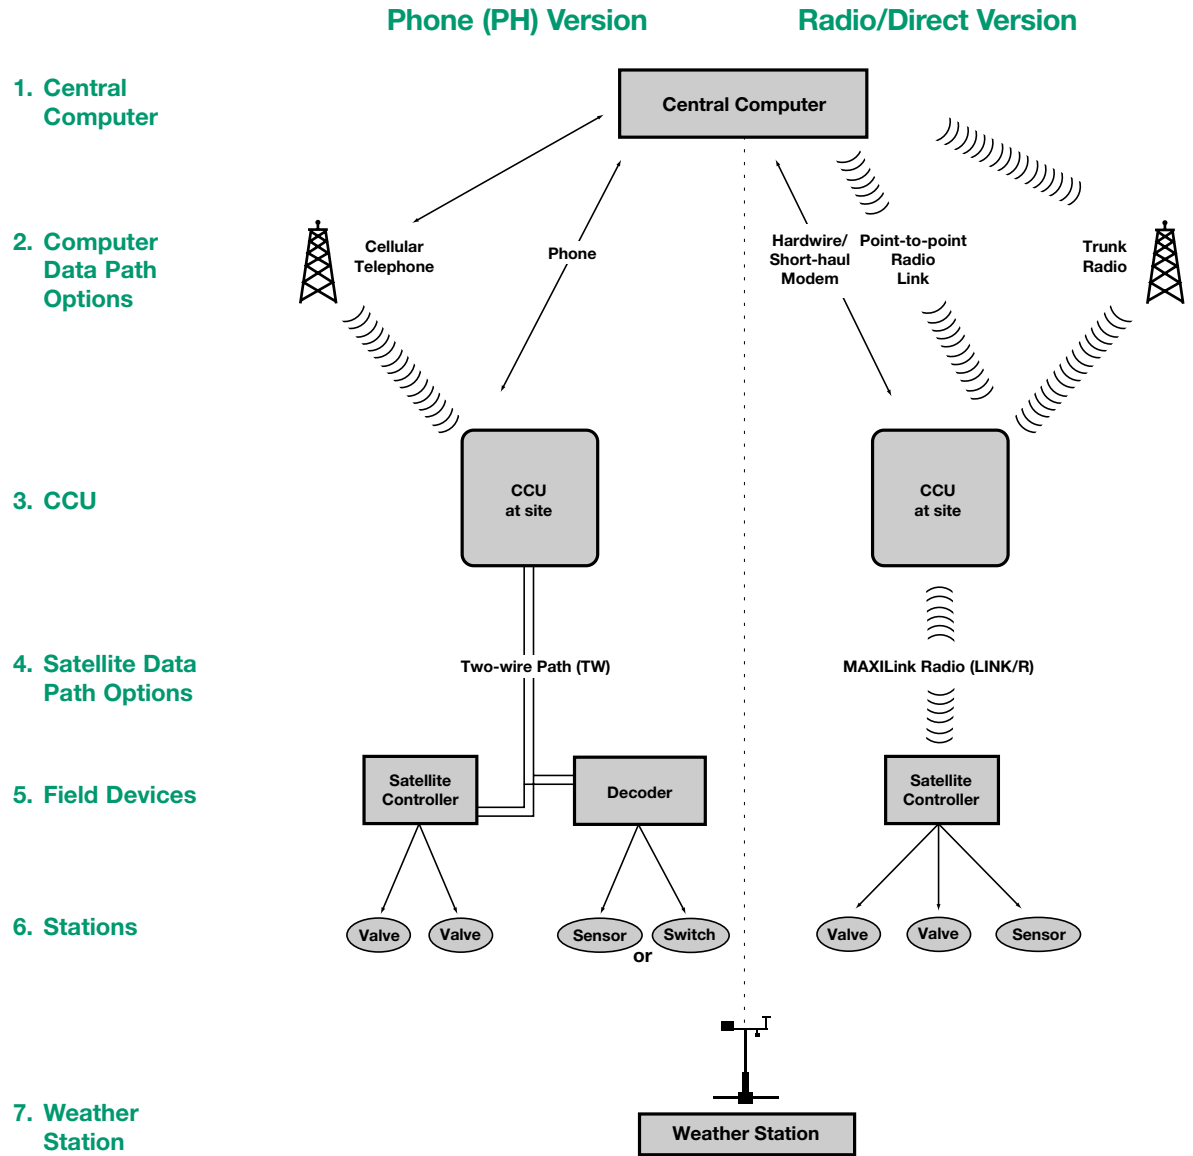 Phone (PH) Version
Radio/Direct Version
1. Central
Computer
Central Computer
2. Computer
Data Path
Options
Cellular
Telephone
Phone
Hardwire/
Short-haul
Modem
Point-to-point
Radio
Link
Trunk
Radio
3. CCU
CCU
at site
CCU
at site
4. Satellite Data
Path Options
Two-wire Path (TW)
MAXILink Radio (LINK/R)
5. Field Devices
Satellite
Controller
Decoder
Satellite
Controller
6. Stations
Valve
Valve
Sensor
or
Switch
Valve
Valve
Sensor
7. Weather
Station
Weather Station